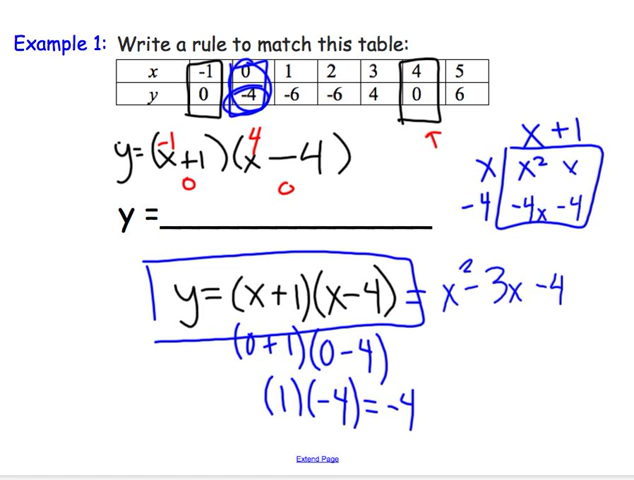 Example 1: Write a rule to match this table:
x -1 0 1 2 3 4 5
y 0 -4 -6 -6 4 0 6
-1 4
y=(x+1)(x-4)
0 0
x+1
x x² x
-4 -4x -4
y =
y=(x+1)(x-4) = x²-3x-4
(0+1)(0-4)
(1)(-4)=-4
Extend Page